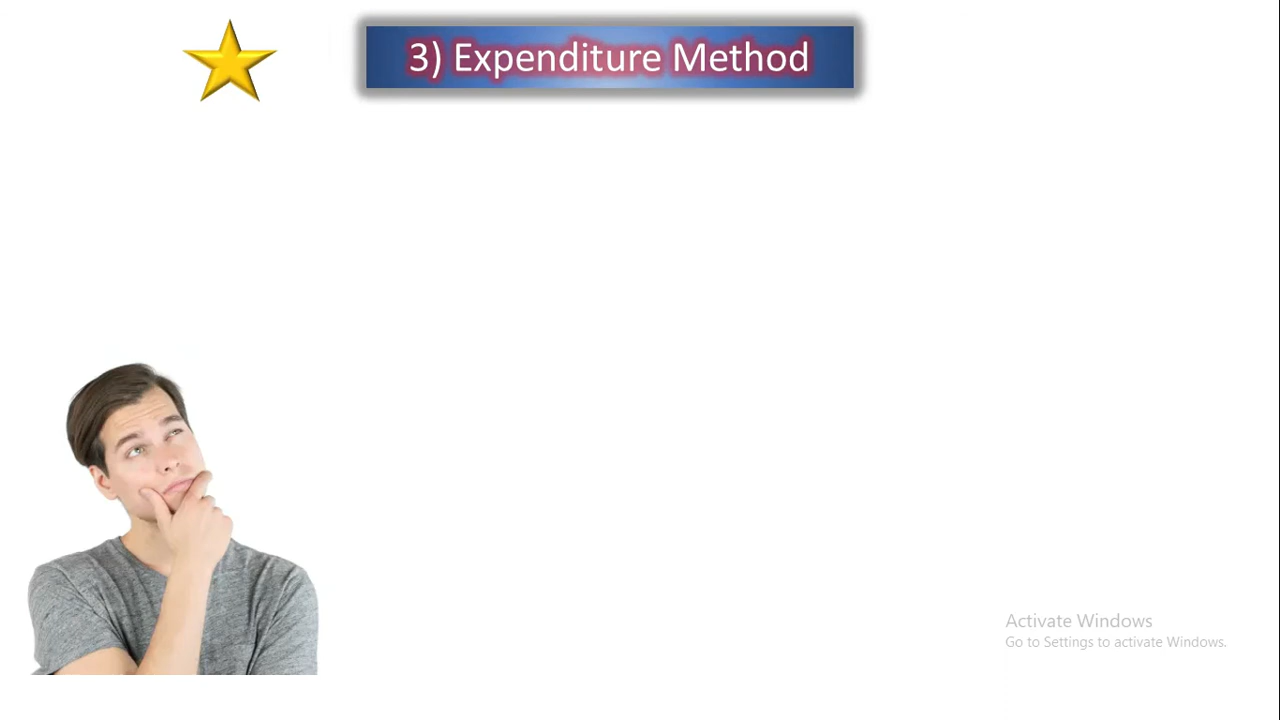 3) Expenditure Method
Activate Windows
Go to Settings to activate Windows.